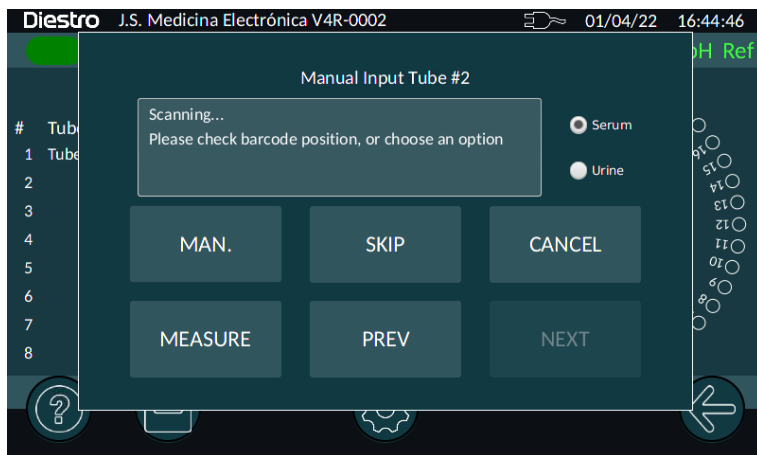 Diestro J.S. Medicina Electrónica V4R-0002 01/04/22 16:44:46
pH Ref
Manual Input Tube #2
Scanning...
Please check barcode position, or choose an option
Serum
Urine
# Tub
1 Tube
2
3
4
5
6
7
8
MAN. SKIP CANCEL
MEASURE PREV NEXT
16
15
14
13
12
11
10
9
8
?